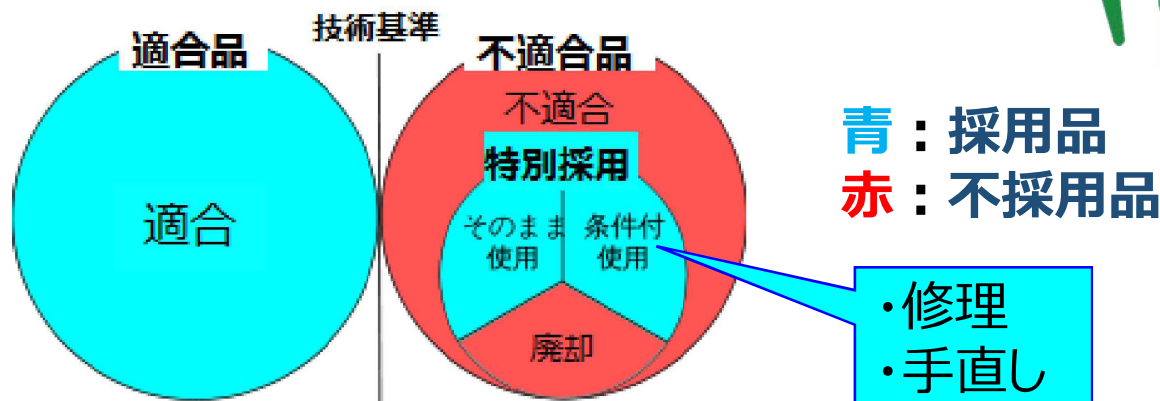 技術基準
適合品
適合
不適合品
不適合
特別採用
そのまま
使用
条件付
使用
廃却
青：採用品
赤：不採用品
・修理
・手直し